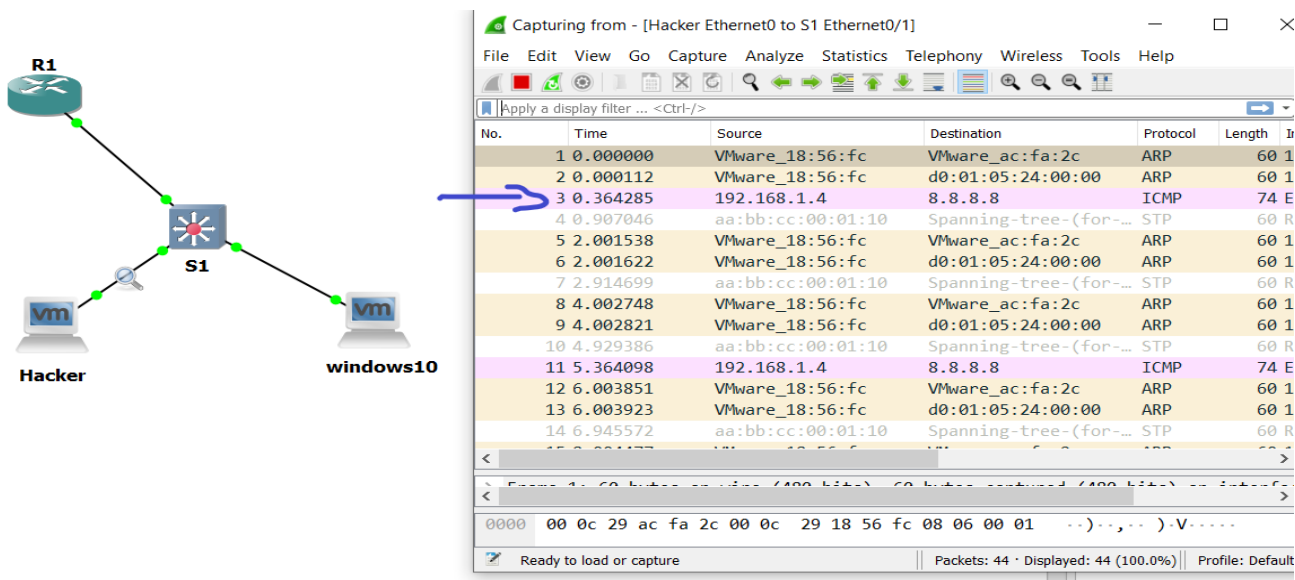 R1
S1
Hacker
windows10
Capturing from - [Hacker Ethernet0 to S1 Ethernet0/1]
File Edit View Go Capture Analyze Statistics Telephony Wireless Tools Help
Apply a display filter ... <Ctrl-/>
No. Time Source Destination Protocol Length
1 0.000000 VMware_18:56:fc VMware_ac:fa:2c ARP 60 1
2 0.000112 VMware_18:56:fc d0:01:05:24:00:00 ARP 60 1
3 0.364285 192.168.1.4 8.8.8.8 ICMP 74 E
4 0.907046 aa:bb:cc:00:01:10 Spanning-tree-(for-… STP 60 R
5 2.001538 VMware_18:56:fc VMware_ac:fa:2c ARP 60 1
6 2.001622 VMware_18:56:fc d0:01:05:24:00:00 ARP 60 1
7 2.914699 aa:bb:cc:00:01:10 Spanning-tree-(for-… STP 60 R
8 4.002748 VMware_18:56:fc VMware_ac:fa:2c ARP 60 1
9 4.002821 VMware_18:56:fc d0:01:05:24:00:00 ARP 60 1
10 4.929386 aa:bb:cc:00:01:10 Spanning-tree-(for-… STP 60 R
11 5.364098 192.168.1.4 8.8.8.8 ICMP 74 E
12 6.003851 VMware_18:56:fc VMware_ac:fa:2c ARP 60 1
13 6.003923 VMware_18:56:fc d0:01:05:24:00:00 ARP 60 1
14 6.945572 aa:bb:cc:00:01:10 Spanning-tree-(for-… STP 60 R
0000 00 0c 29 ac fa 2c 00 0c 29 18 56 fc 08 06 00 01 ··)··,·· )·V·····
Ready to load or capture
Packets: 44 · Displayed: 44 (100.0%)
Profile: Default
vm
vm